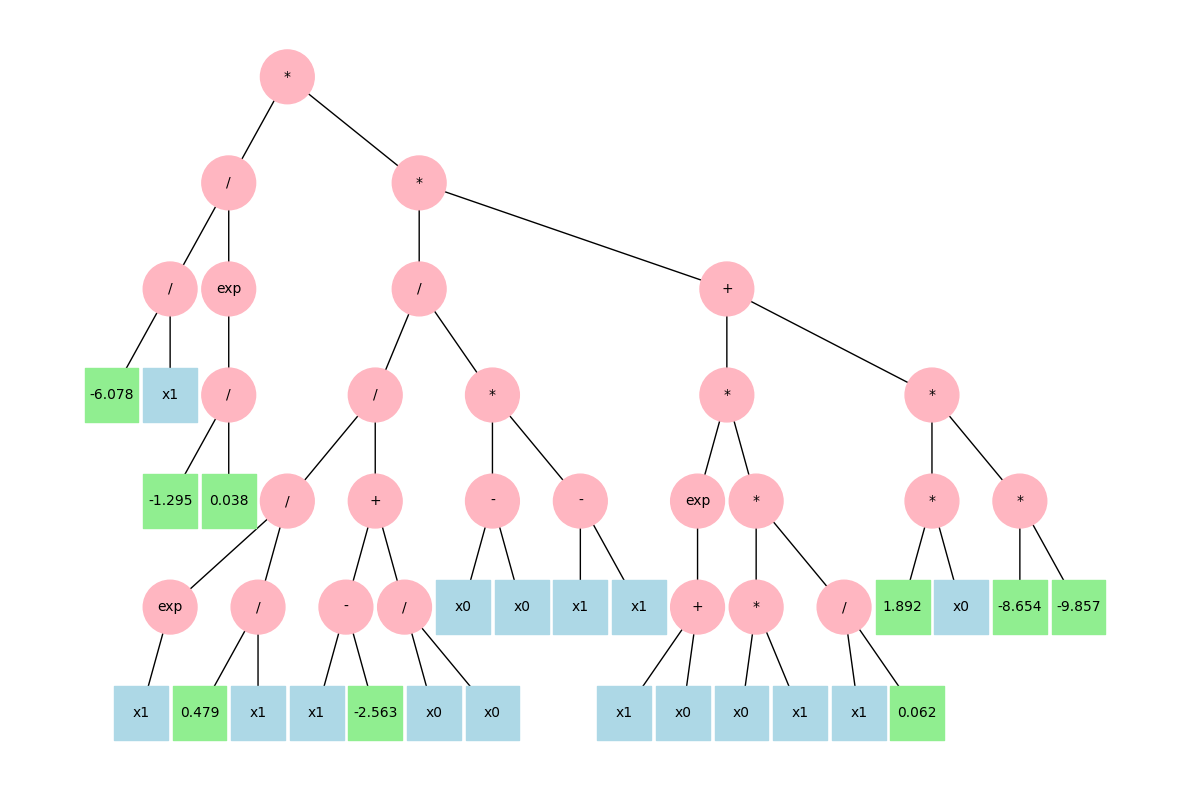 *
/ *
/ exp / +
-6.078 x1 / / * * *
-1.295 0.038 / + - - exp * * *
exp / - / x0 x0 x1 x1 + * / 1.892 x0 -8.654 -9.857
x1 0.479 x1 x1 -2.563 x0 x0 x1 x0 x0 x1 x1 0.062